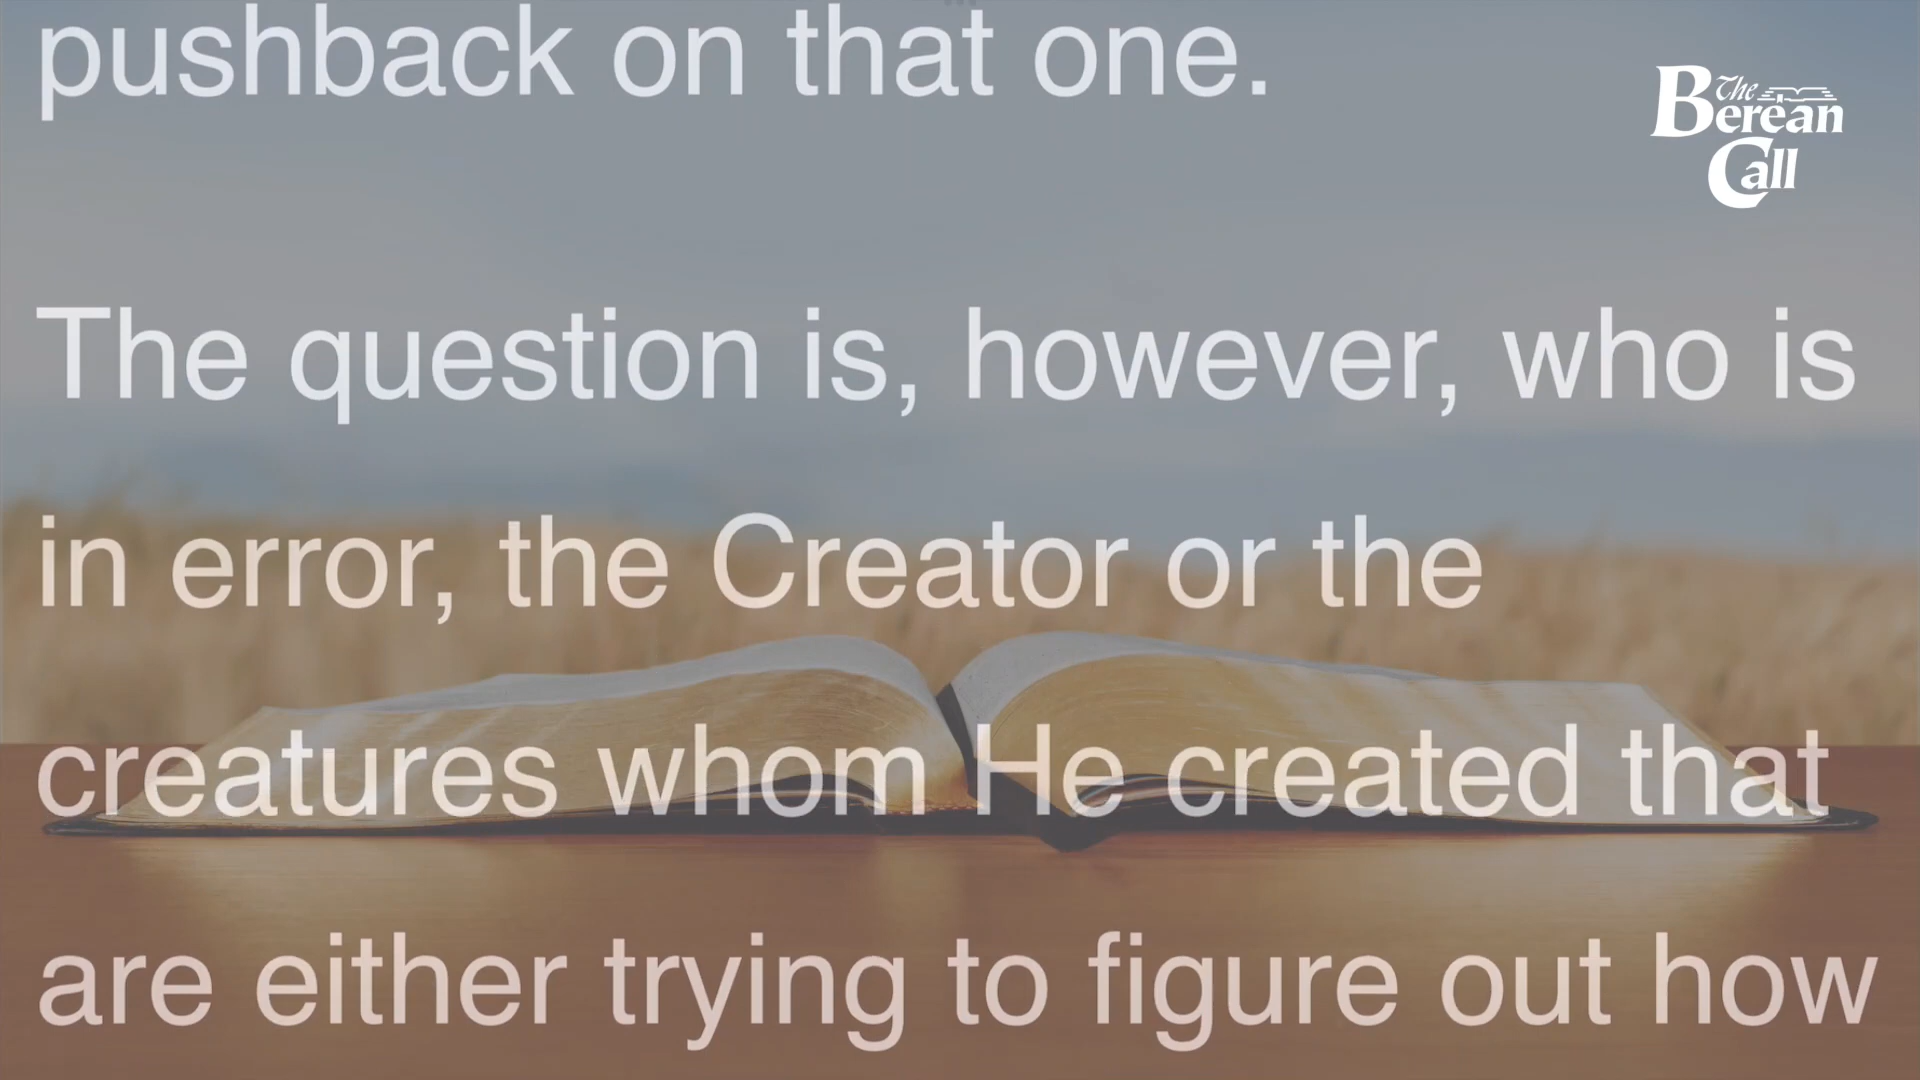 pushback on that one.
The Berean Call
The question is, however, who is
in error, the Creator or the
creatures whom He created that
are either trying to figure out how